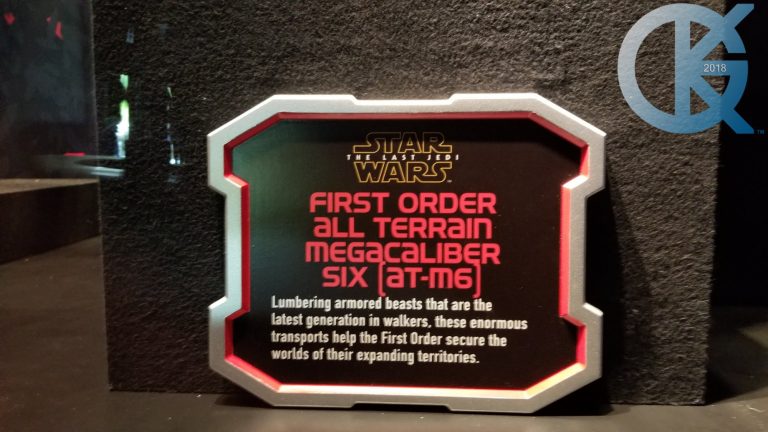 2018
STAR
THE LAST JEDI
WARS
FIRST ORDER
ALL TERRAIN
MEGACALIBER
SIX [AT-M6]
Lumbering armored beasts that are the
latest generation in walkers, these enormous
transports help the First Order secure the
worlds of their expanding territories.